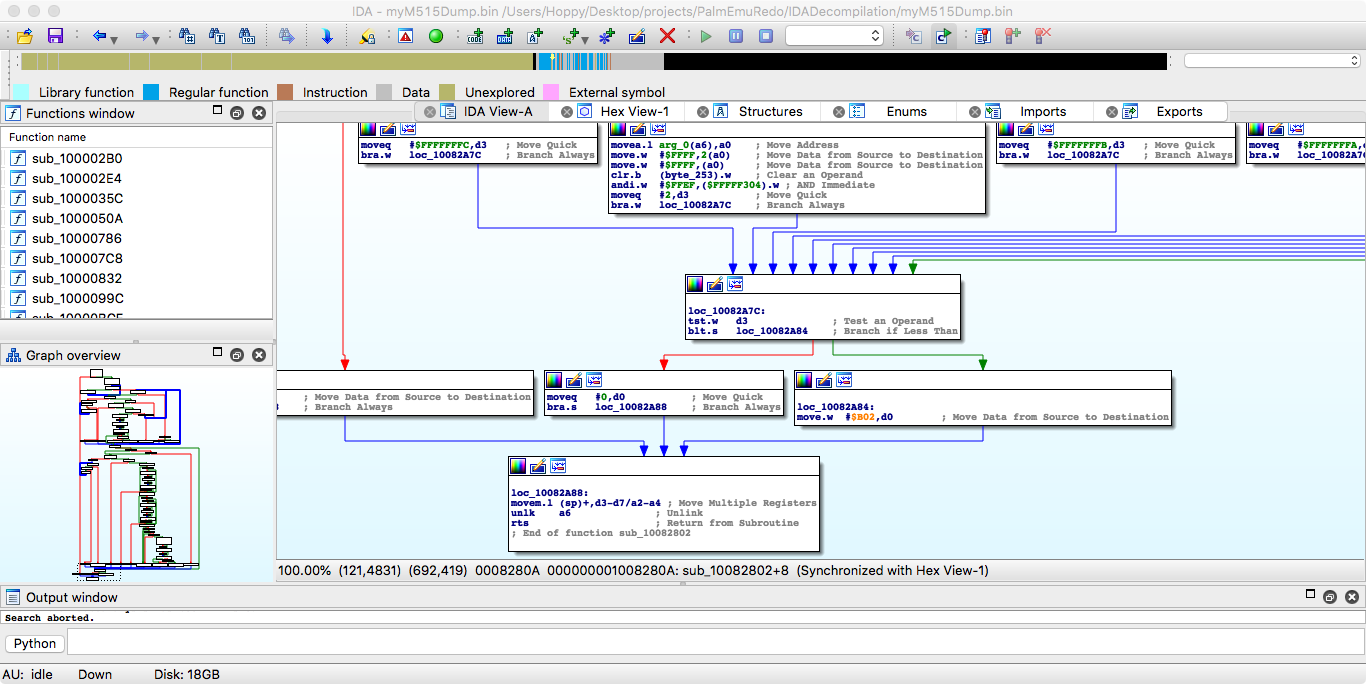 IDA - myM515Dump.bin /Users/Hoppy/Desktop/projects/PalmEmuRedo/IDADecompilation/myM515Dump.bin
Library function Regular function Instruction Data Unexplored External symbol
Functions window
IDA View-A Hex View-1 Structures Enums Imports Exports
Function name
sub_100002B0
sub_100002E4
sub_1000035C
sub_1000050A
sub_10000786
sub_100007C8
sub_10000832
sub_1000099C
moveq #$FFFFFFFC,d3 ; Move Quick
bra.w loc_10082A7C ; Branch Always
movea.l arg_0(a6),a0 ; Move Address
move.w #$FFFF,2(a0) ; Move Data from Source to Destination
move.w #$FFFF,(a0) ; Move Data from Source to Destination
clr.b (byte_253).w ; Clear an Operand
andi.w #$FFEF,($FFFFF304).w ; AND Immediate
moveq #2,d3 ; Move Quick
bra.w loc_10082A7C ; Branch Always
moveq #$FFFFFFFB,d3 ; Move Quick
bra.w loc_10082A7C ; Branch Always
moveq #$FFFFFFFA,
bra.w loc_10082A7C
loc_10082A7C:
tst.w d3 ; Test an Operand
blt.s loc_10082A84 ; Branch if Less Than
Graph overview
; Move Data from Source to Destination
; Branch Always
moveq #0,d0 ; Move Quick
bra.s loc_10082A88 ; Branch Always
loc_10082A84:
move.w #$B02,d0 ; Move Data from Source to Destination
loc_10082A88:
movem.l (sp)+,d3-d7/a2-a4 ; Move Multiple Registers
unlk a6 ; Unlink
rts ; Return from Subroutine
; End of function sub_10082802
100.00% (121,4831) (692,419) 0008280A 000000001008280A: sub_10082802+8 (Synchronized with Hex View-1)
Output window
Search aborted.
Python
AU: idle Down Disk: 18GB